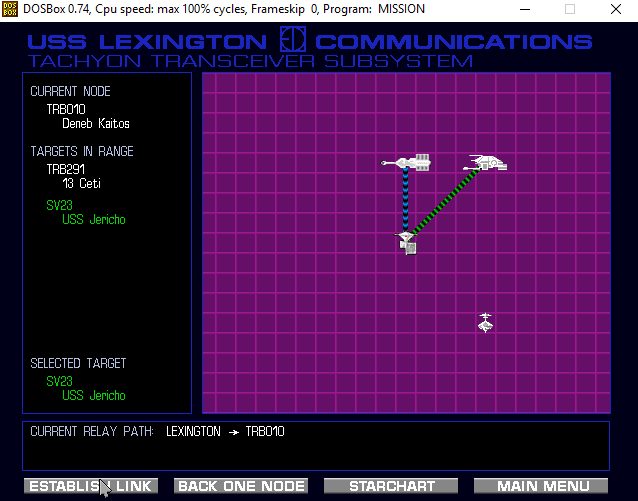 DOSBox 0.74, Cpu speed: max 100% cycles, Frameskip 0, Program: MISSION
USS LEXINGTON COMMUNICATIONS
TACHYON TRANSCEIVER SUBSYSTEM
CURRENT NODE
TRB010
Deneb Kaitos
TARGETS IN RANGE
TRB291
13 Ceti
SV23
USS Jericho
SELECTED TARGET
SV23
USS Jericho
CURRENT RELAY PATH: LEXINGTON → TRB010
ESTABLISH LINK BACK ONE NODE STARCHART MAIN MENU